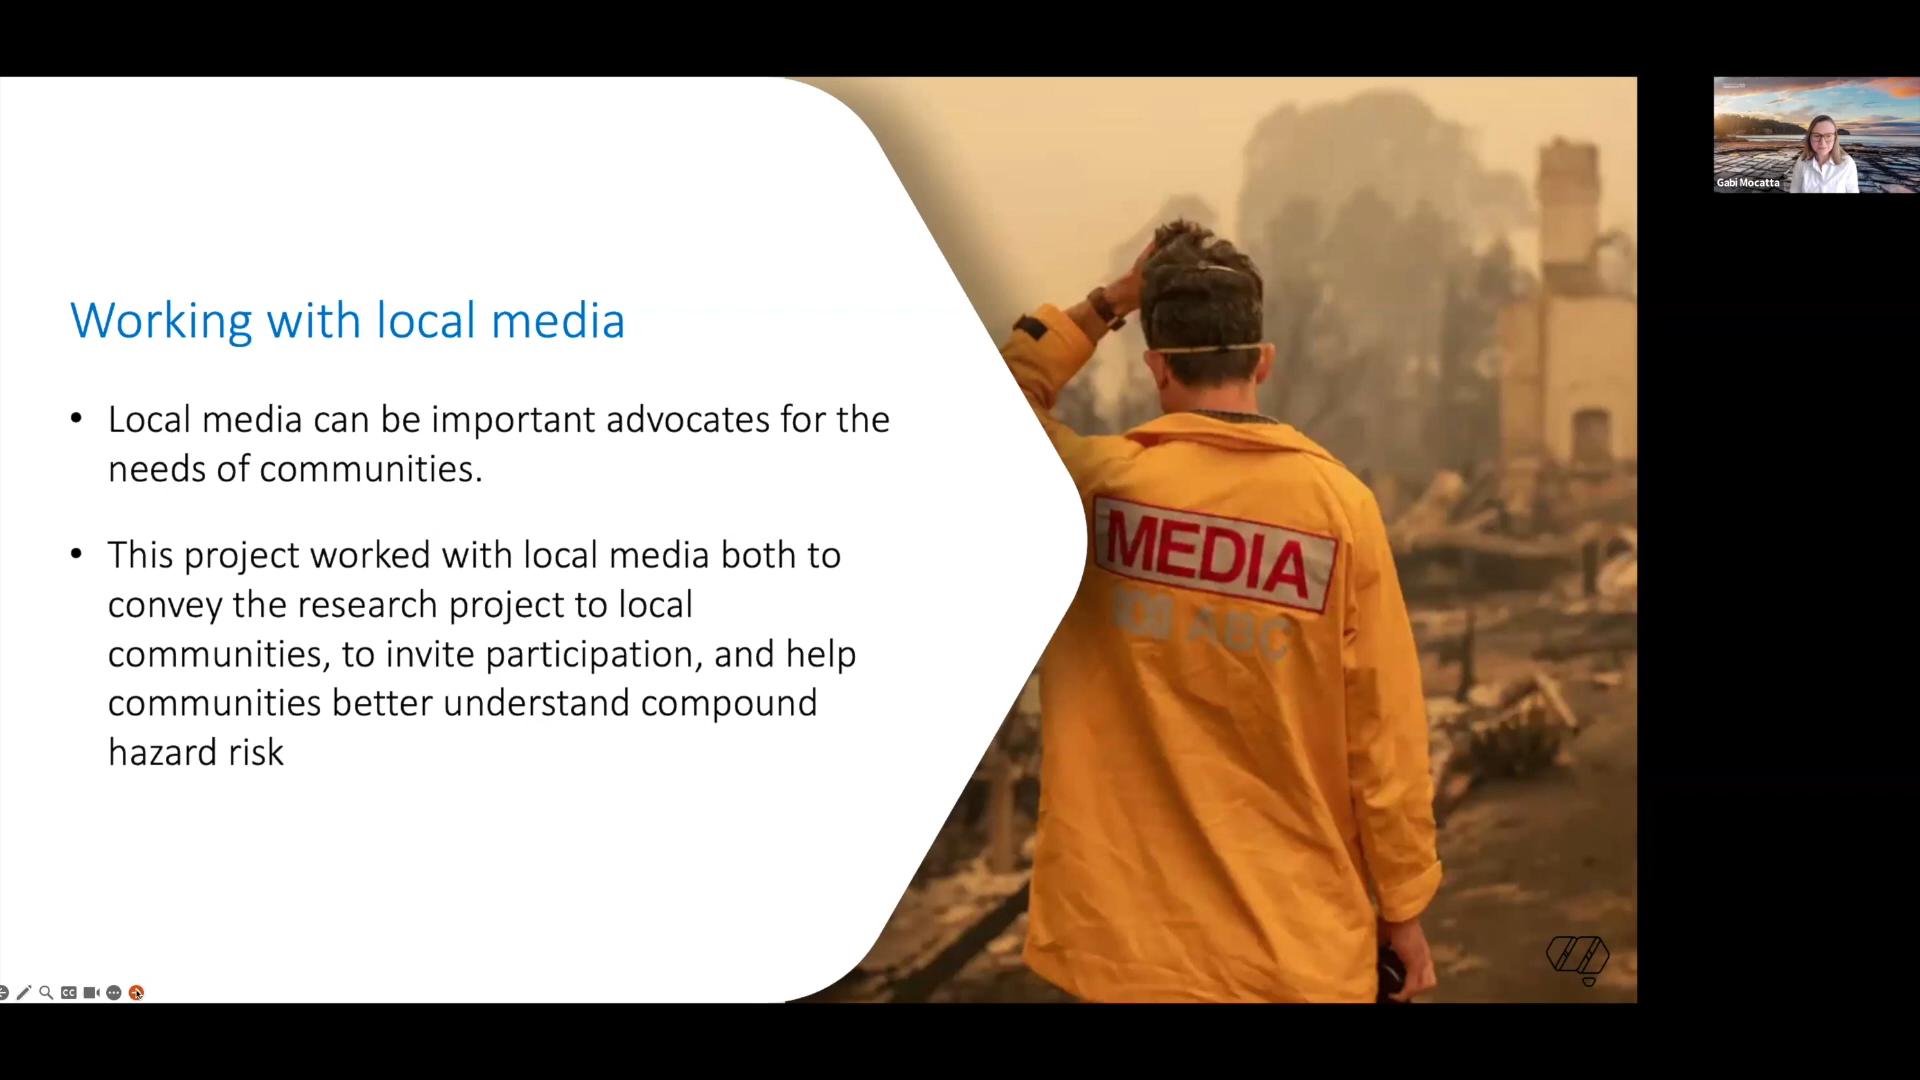 Working with local media
• Local media can be important advocates for the
needs of communities.
• This project worked with local media both to
convey the research project to local
communities, to invite participation, and help
communities better understand compound
hazard risk
MEDIA
ABC
Gabi Mocatta
CC